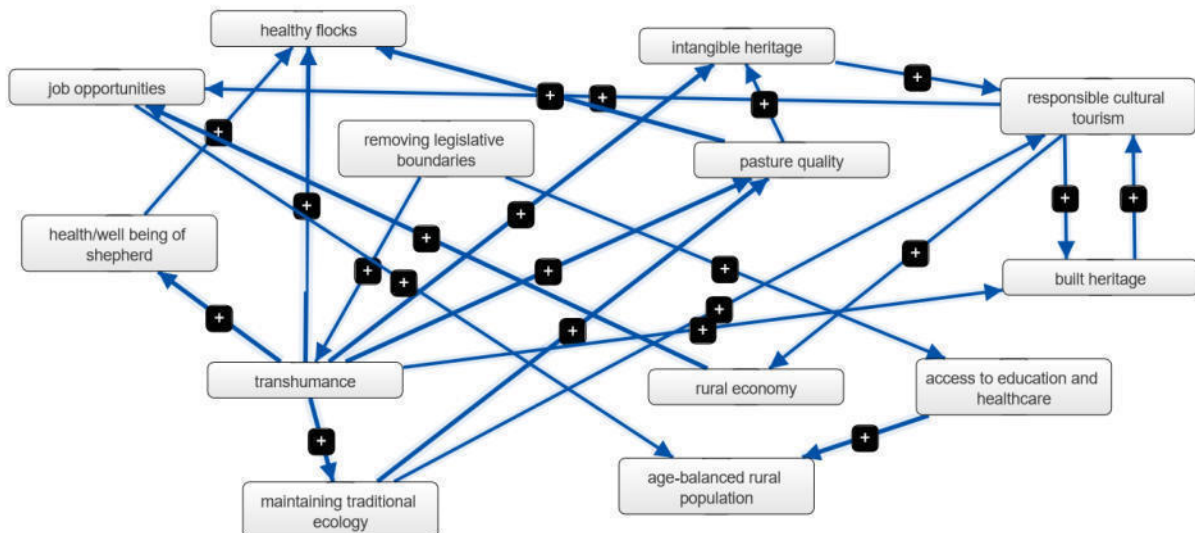 healthy flocks
intangible heritage
job opportunities
+
+
+
responsible cultural
tourism
+
removing legislative
boundaries
+
pasture quality
+
health/well being of
shepherd
+
+
+
+
+
+
+
built heritage
+
+
+
+
+
+
+
transhumance
rural economy
access to education and
healthcare
+
+
age-balanced rural
population
maintaining traditional
ecology